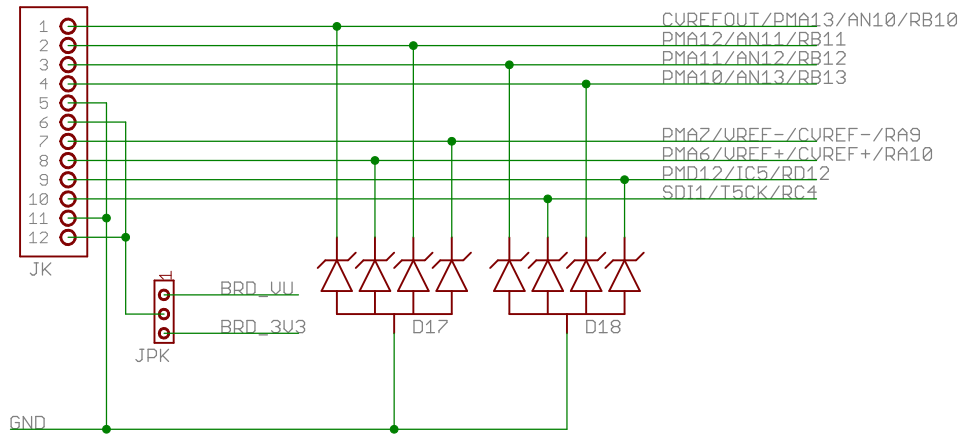 1 CVREFOUT/PMA13/AN10/RB10
2 PMA12/AN11/RB11
3 PMA11/AN12/RB12
4 PMA10/AN13/RB13
5
6
7 PMA7/VREF-/CVREF-/RA9
8 PMA6/VREF+/CVREF+/RA10
9 PMD12/IC5/RD12
10 SDI1/T5CK/RC4
11
12
JK
1
BRD_VU
BRD_3V3
D17
D18
JPK
GND